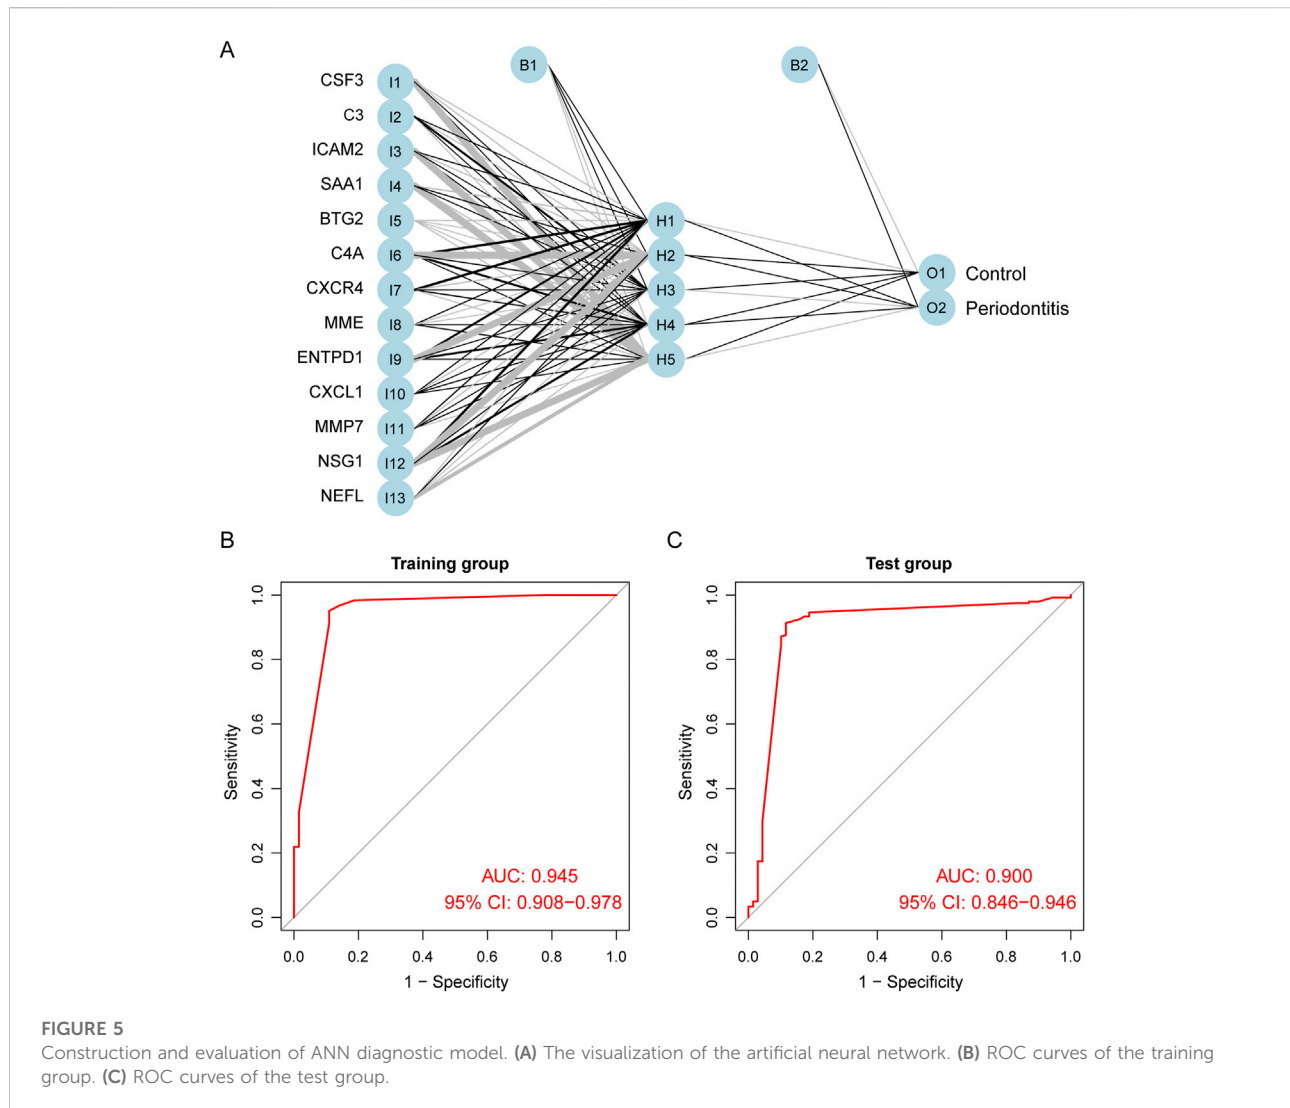 A
B1
B2
CSF3 I1
C3 I2
ICAM2 I3
SAA1 I4
BTG2 I5 H1
C4A I6 H2
O1 Control
CXCR4 I7 H3
O2 Periodontitis
MME I8 H4
ENTPD1 I9 H5
CXCL1 I10
MMP7 I11
NSG1 I12
NEFL I13
B
Training group
Sensitivity
0.0 0.2 0.4 0.6 0.8 1.0
AUC: 0.945
95% CI: 0.908−0.978
0.0 0.2 0.4 0.6 0.8 1.0
1 − Specificity
C
Test group
Sensitivity
0.0 0.2 0.4 0.6 0.8 1.0
AUC: 0.900
95% CI: 0.846−0.946
0.0 0.2 0.4 0.6 0.8 1.0
1 − Specificity
FIGURE 5
Construction and evaluation of ANN diagnostic model. (A) The visualization of the artificial neural network. (B) ROC curves of the training
group. (C) ROC curves of the test group.